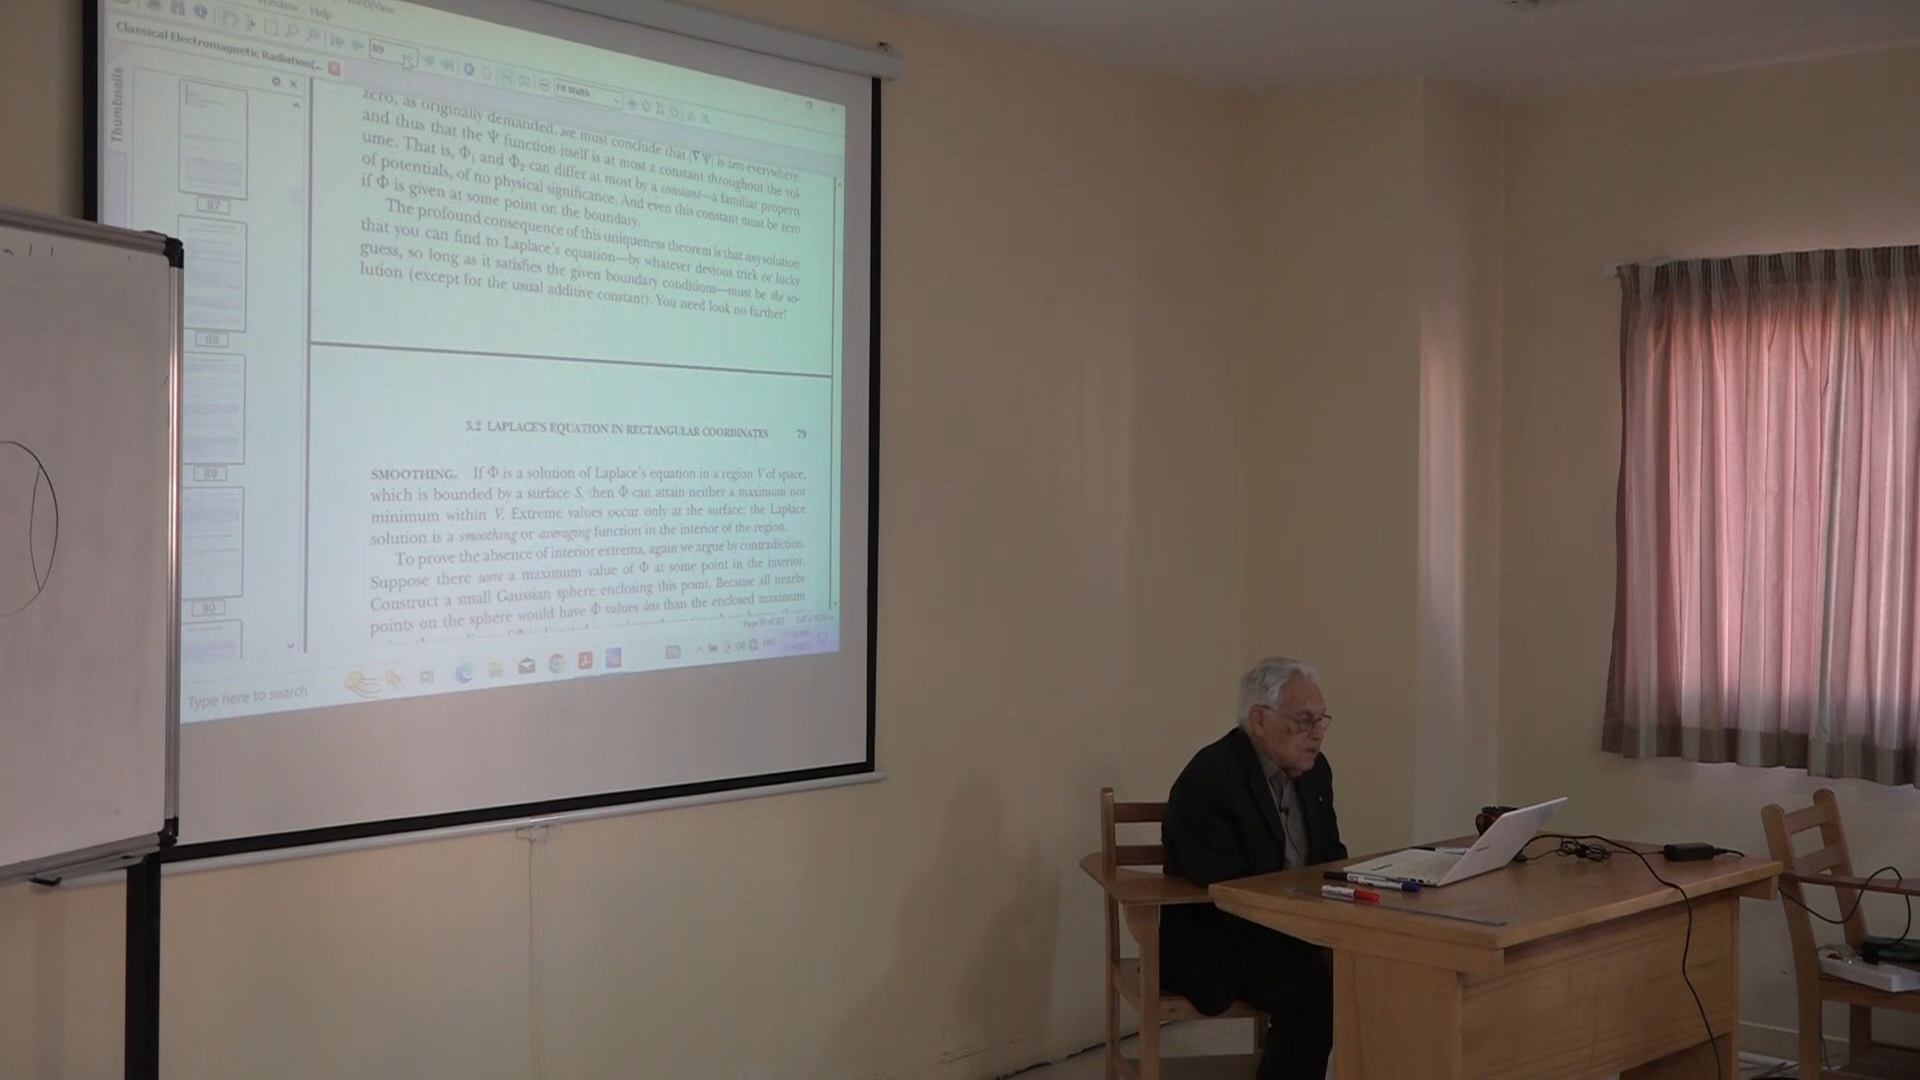 Window Help
WinDjView
Classical Electromagnetic Radiation(...
89
Fit Width
Thumbnails
87
88
89
90
zero, as originally demanded, we must conclude that |∇Ψ| is zero everywhere,
and thus that the Ψ function itself is at most a constant throughout the vol-
ume. That is, Φ₁ and Φ₂ can differ at most by a constant—a familiar property
of potentials, of no physical significance. And even this constant must be zero
if Φ is given at some point on the boundary.
The profound consequence of this uniqueness theorem is that any solution
that you can find to Laplace's equation—by whatever devious trick or lucky
guess, so long as it satisfies the given boundary conditions—must be the so-
lution (except for the usual additive constant). You need look no further!
3.2 LAPLACE'S EQUATION IN RECTANGULAR COORDINATES 79
SMOOTHING. If Φ is a solution of Laplace's equation in a region V of space,
which is bounded by a surface S, then Φ can attain neither a maximum nor
minimum within V. Extreme values occur only at the surface; the Laplace
solution is a smoothing or averaging function in the interior of the region.
To prove the absence of interior extrema, again we argue by contradiction.
Suppose there were a maximum value of Φ at some point in the interior.
Construct a small Gaussian sphere enclosing this point. Because all nearby
points on the sphere would have Φ values less than the enclosed maximum
Type here to search